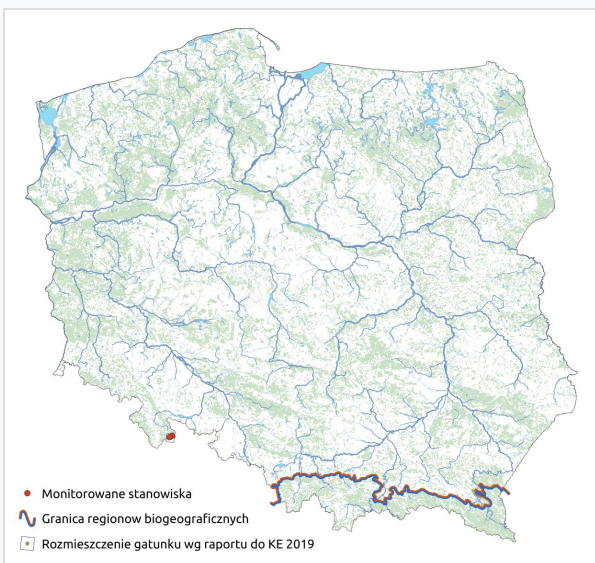 Monitorowane stanowiska
Granica regionow biogeograficznych
Rozmieszczenie gatunku wg raportu do KE 2019